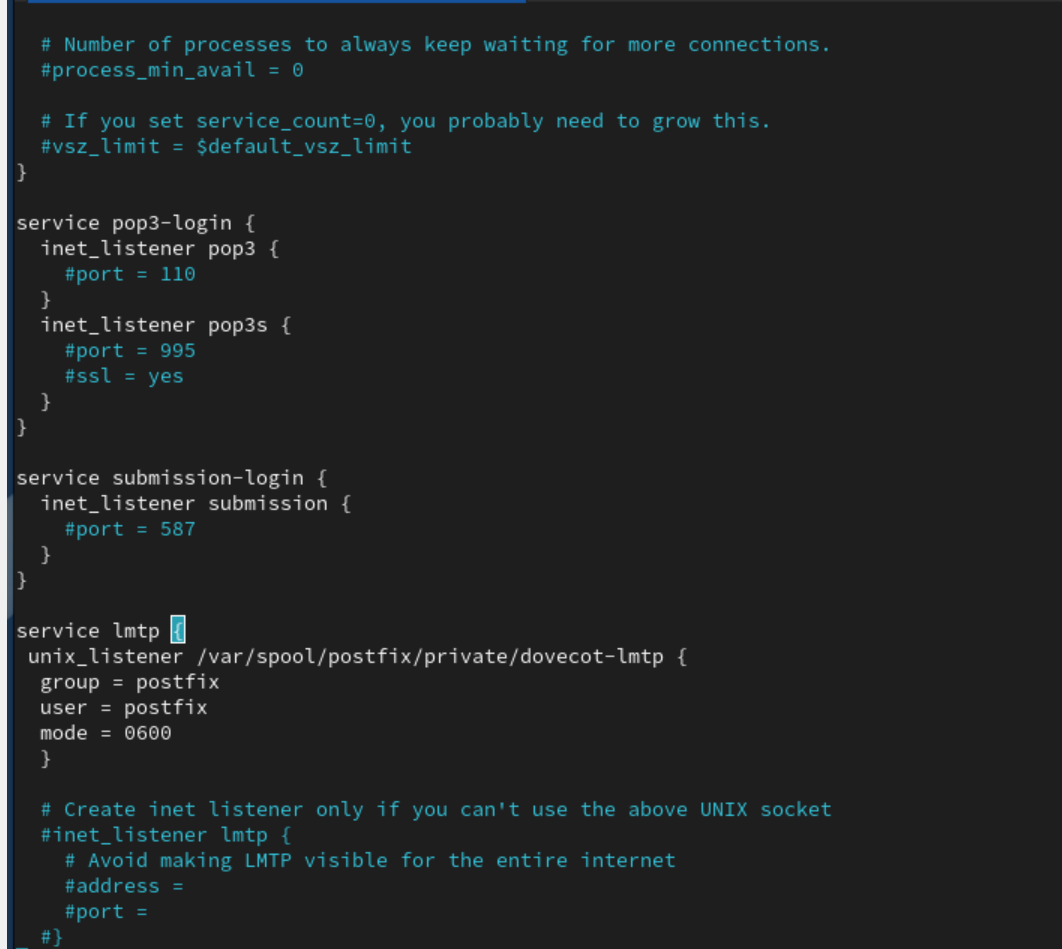 # Number of processes to always keep waiting for more connections.
#process_min_avail = 0
# If you set service_count=0, you probably need to grow this.
#vsz_limit = $default_vsz_limit
}
service pop3-login {
inet_listener pop3 {
#port = 110
}
inet_listener pop3s {
#port = 995
#ssl = yes
}
}
service submission-login {
inet_listener submission {
#port = 587
}
}
service lmtp {
unix_listener /var/spool/postfix/private/dovecot-lmtp {
group = postfix
user = postfix
mode = 0600
}
# Create inet listener only if you can't use the above UNIX socket
#inet_listener lmtp {
# Avoid making LMTP visible for the entire internet
#address =
#port =
#}